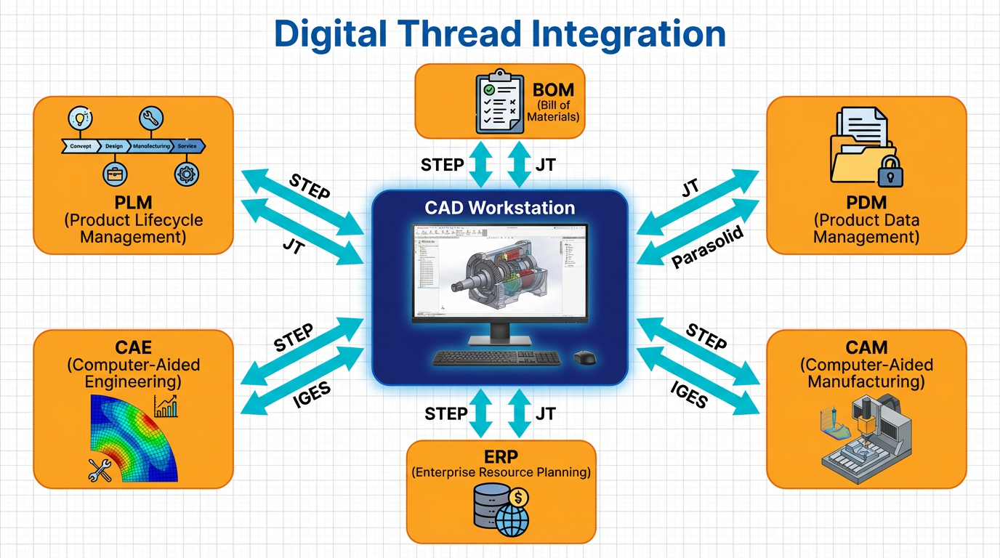 Digital Thread Integration
BOM
(Bill of
Materials)
Concept Design Manufacturing Service
PLM
(Product Lifecycle
Management)
PDM
(Product Data
Management)
STEP
JT
STEP
JT
JT
Parasolid
CAD Workstation
STEP
IGES
STEP
IGES
CAE
(Computer-Aided
Engineering)
CAM
(Computer-Aided
Manufacturing)
STEP
JT
ERP
(Enterprise Resource Planning)
$